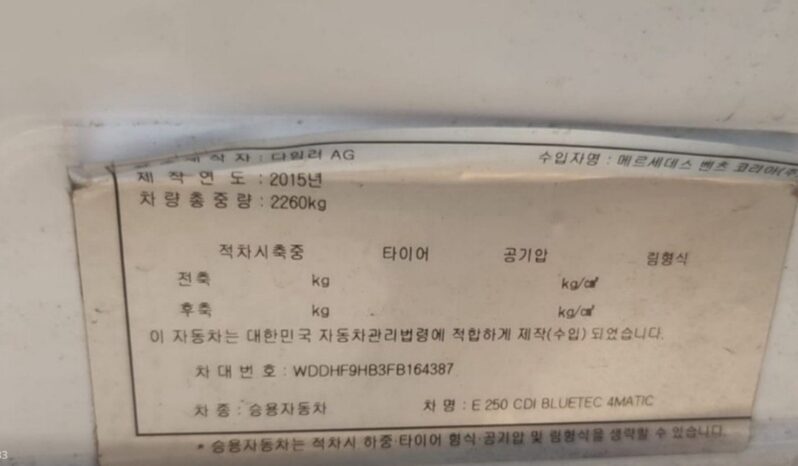 제작자 : 다임러 AG 수입자명 : 메르세데스 벤츠 코리아(주
제 작 연 도 : 2015년
차 량 총 중 량 : 2260kg
적차시축중 타이어 공기압 림형식
전축 kg kg/㎠
후축 kg kg/㎠
이 자동차는 대한민국 자동차관리법령에 적합하게 제작(수입) 되었습니다.
차 대 번 호 : WDDHF9HB3FB164387
차 종 : 승용자동차 차 명 : E 250 CDI BLUETEC 4MATIC
* 승용자동차는 적차시 하중·타이어 형식·공기압 및 림형식을 생략할 수 있습니다.